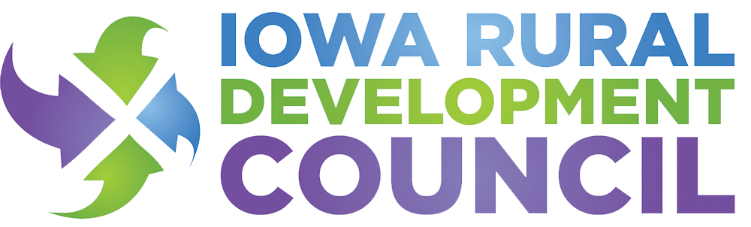 IOWA RURAL
DEVELOPMENT
COUNCIL